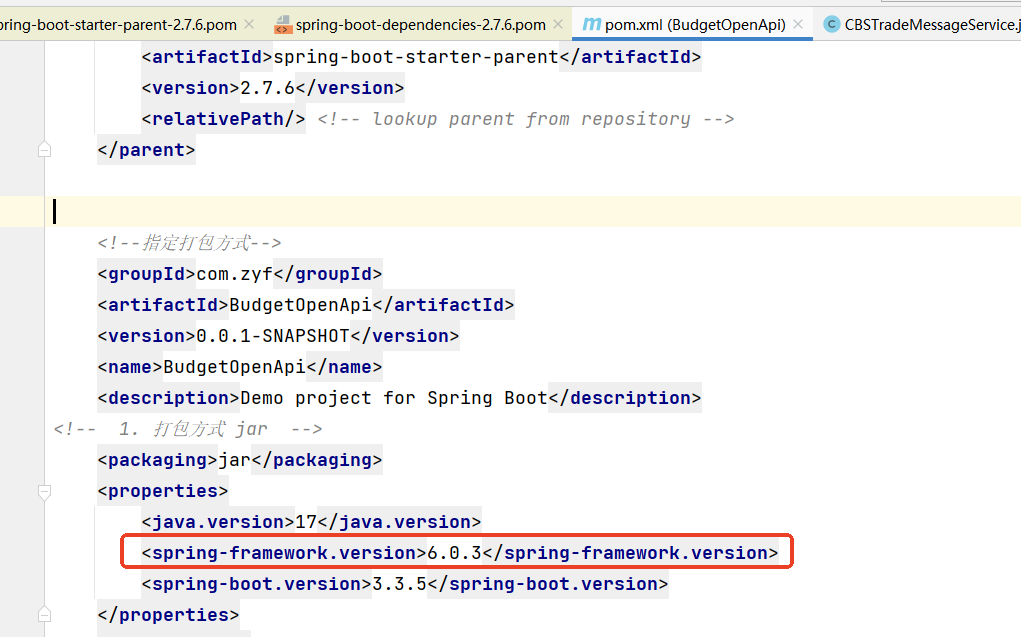 ring-boot-starter-parent-2.7.6.pom
spring-boot-dependencies-2.7.6.pom
pom.xml (BudgetOpenApi)
CBSTradeMessageService.j
<artifactId>spring-boot-starter-parent</artifactId>
<version>2.7.6</version>
<relativePath/> <!-- lookup parent from repository -->
</parent>
<!--指定打包方式-->
<groupId>com.zyf</groupId>
<artifactId>BudgetOpenApi</artifactId>
<version>0.0.1-SNAPSHOT</version>
<name>BudgetOpenApi</name>
<description>Demo project for Spring Boot</description>
<!-- 1. 打包方式 jar -->
<packaging>jar</packaging>
<properties>
<java.version>17</java.version>
<spring-framework.version>6.0.3</spring-framework.version>
<spring-boot.version>3.3.5</spring-boot.version>
</properties>